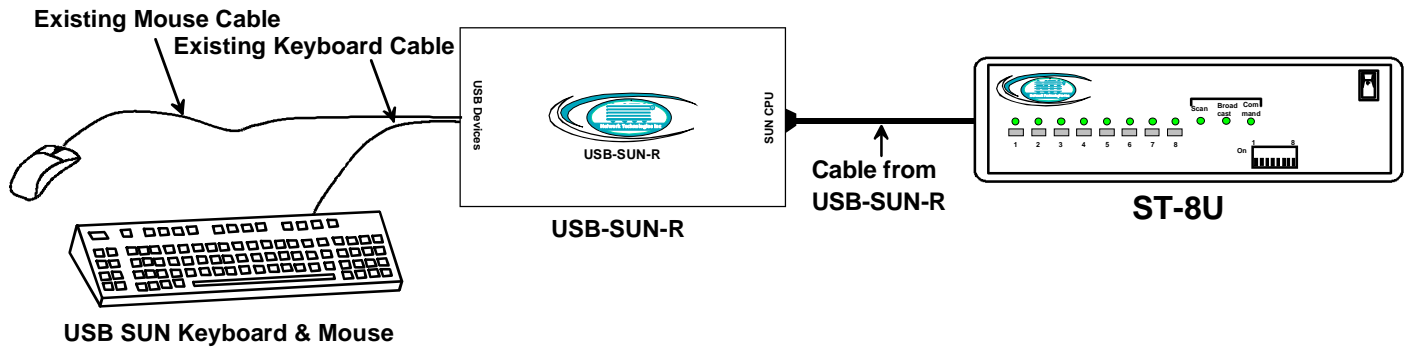 Existing Mouse Cable
Existing Keyboard Cable
USB Devices
USB-SUN-R
SUN CPU
Cable from
USB-SUN-R
Scan
Broad
cast
Com
mand
1 2 3 4 5 6 7 8
On
1 8
ST-8U
USB-SUN-R
USB SUN Keyboard & Mouse